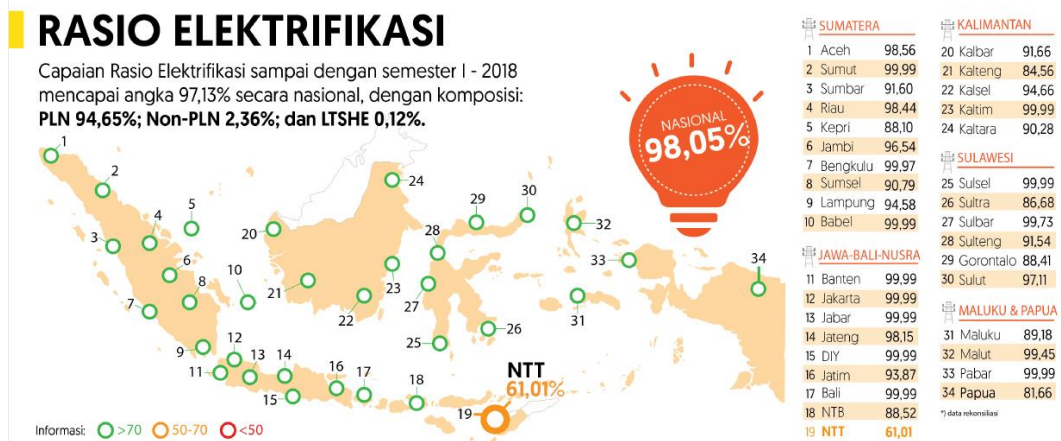 RASIO ELEKTRIFIKASI
Capaian Rasio Elektrifikasi sampai dengan semester I - 2018
mencapai angka 97,13% secara nasional, dengan komposisi:
PLN 94,65%; Non-PLN 2,36%; dan LTSHE 0,12%.
NASIONAL
98,05%
1
2
3
4
5
6
7
8
9
10
11
12
13
14
15
16
17
18
19
20
21
22
23
24
25
26
27
28
29
30
31
32
33
34
NTT
61,01%
Informasi: >70 50-70 <50
SUMATERA
1 Aceh 98,56
2 Sumut 99,99
3 Sumbar 91,60
4 Riau 98,44
5 Kepri 88,10
6 Jambi 96,54
7 Bengkulu 99,97
8 Sumsel 90,79
9 Lampung 94,58
10 Babel 99,99
JAWA-BALI-NUSRA
11 Banten 99,99
12 Jakarta 99,99
13 Jabar 99,99
14 Jateng 98,15
15 DIY 99,99
16 Jatim 93,87
17 Bali 99,99
18 NTB 88,52
19 NTT 61,01
KALIMANTAN
20 Kalbar 91,66
21 Kalteng 84,56
22 Kalsel 94,66
23 Kaltim 99,99
24 Kaltara 90,28
SULAWESI
25 Sulsel 99,99
26 Sultra 86,68
27 Sulbar 99,73
28 Sulteng 91,54
29 Gorontalo 88,41
30 Sulut 97,11
MALUKU & PAPUA
31 Maluku 89,18
32 Malut 99,45
33 Pabar 99,99
34 Papua 81,66
*) data rekonsiliasi